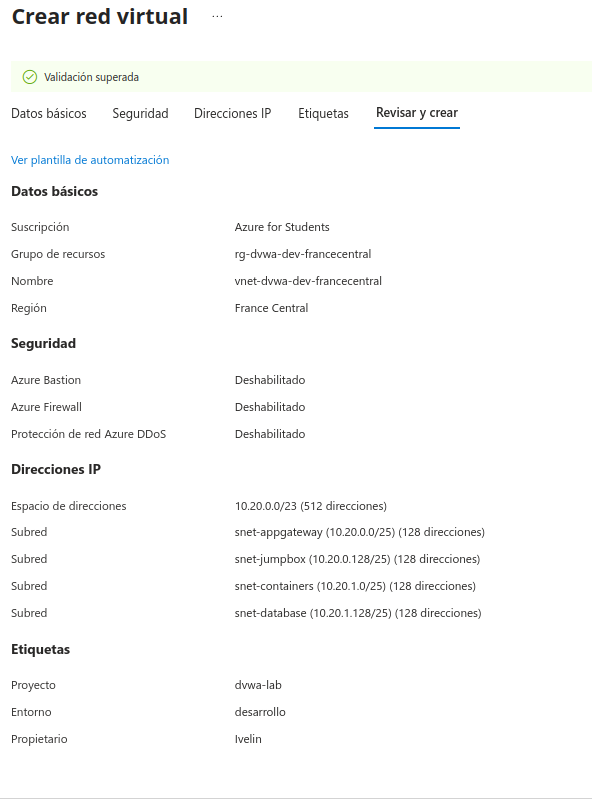 Crear red virtual ...
Validación superada
Datos básicos Seguridad Direcciones IP Etiquetas Revisar y crear
Ver plantilla de automatización
Datos básicos
Suscripción Azure for Students
Grupo de recursos rg-dvwa-dev-francecentral
Nombre vnet-dvwa-dev-francecentral
Región France Central
Seguridad
Azure Bastion Deshabilitado
Azure Firewall Deshabilitado
Protección de red Azure DDoS Deshabilitado
Direcciones IP
Espacio de direcciones 10.20.0.0/23 (512 direcciones)
Subred snet-appgateway (10.20.0.0/25) (128 direcciones)
Subred snet-jumpbox (10.20.0.128/25) (128 direcciones)
Subred snet-containers (10.20.1.0/25) (128 direcciones)
Subred snet-database (10.20.1.128/25) (128 direcciones)
Etiquetas
Proyecto dvwa-lab
Entorno desarrollo
Propietario Ivelin